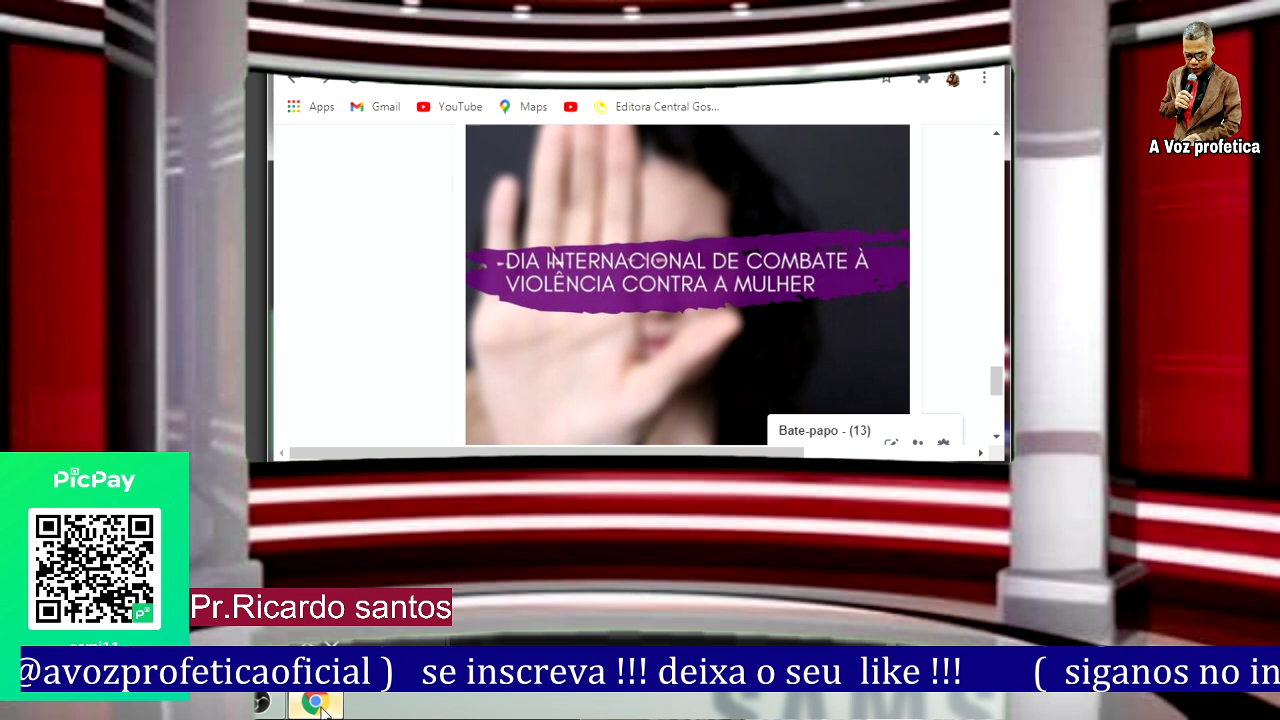 Apps Gmail YouTube Maps Editora Central Gos...
A Voz profetica
DIA INTERNACIONAL DE COMBATE À
VIOLÊNCIA CONTRA A MULHER
Bate-papo - (13)
PicPay
Pr.Ricardo santos
@avozprofeticaoficial ) se inscreva !!! deixa o seu like !!! ( siganos no in